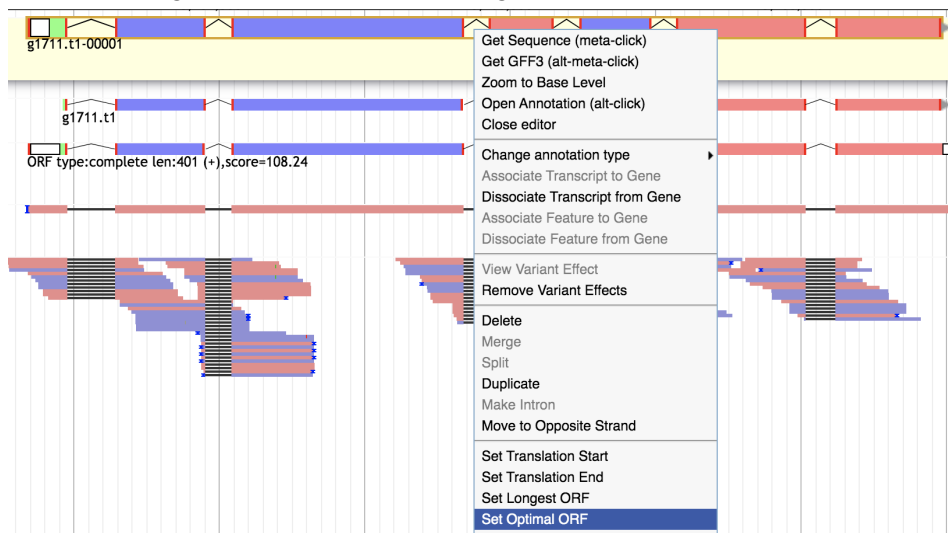 g1711.t1-00001
g1711.t1
ORF type:complete len:401 (+),score=108.24
Get Sequence (meta-click)
Get GFF3 (alt-meta-click)
Zoom to Base Level
Open Annotation (alt-click)
Close editor
Change annotation type
Associate Transcript to Gene
Dissociate Transcript from Gene
Associate Feature to Gene
Dissociate Feature from Gene
View Variant Effect
Remove Variant Effects
Delete
Merge
Split
Duplicate
Make Intron
Move to Opposite Strand
Set Translation Start
Set Translation End
Set Longest ORF
Set Optimal ORF